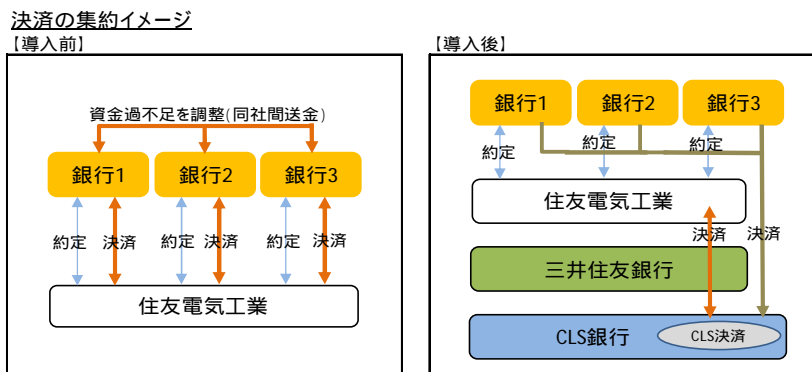 決済の集約イメージ
【導入前】
資金過不足を調整(同社間送金)
銀行1 銀行2 銀行3
約定 決済 約定 決済 約定 決済
住友電気工業
【導入後】
銀行1 銀行2 銀行3
約定 約定 約定
住友電気工業
決済 決済
三井住友銀行
CLS銀行 CLS決済